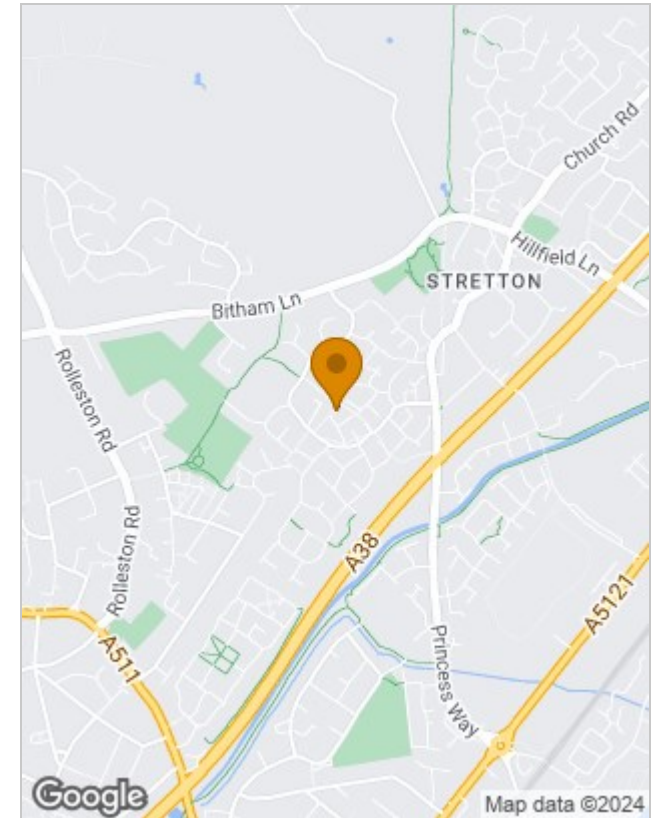 Church Rd
Hillfield Ln
STRETTON
Bitham Ln
Rolleston Rd
Rolleston Rd
A38
A5121
A511
Princess Way
Google
Map data ©2024